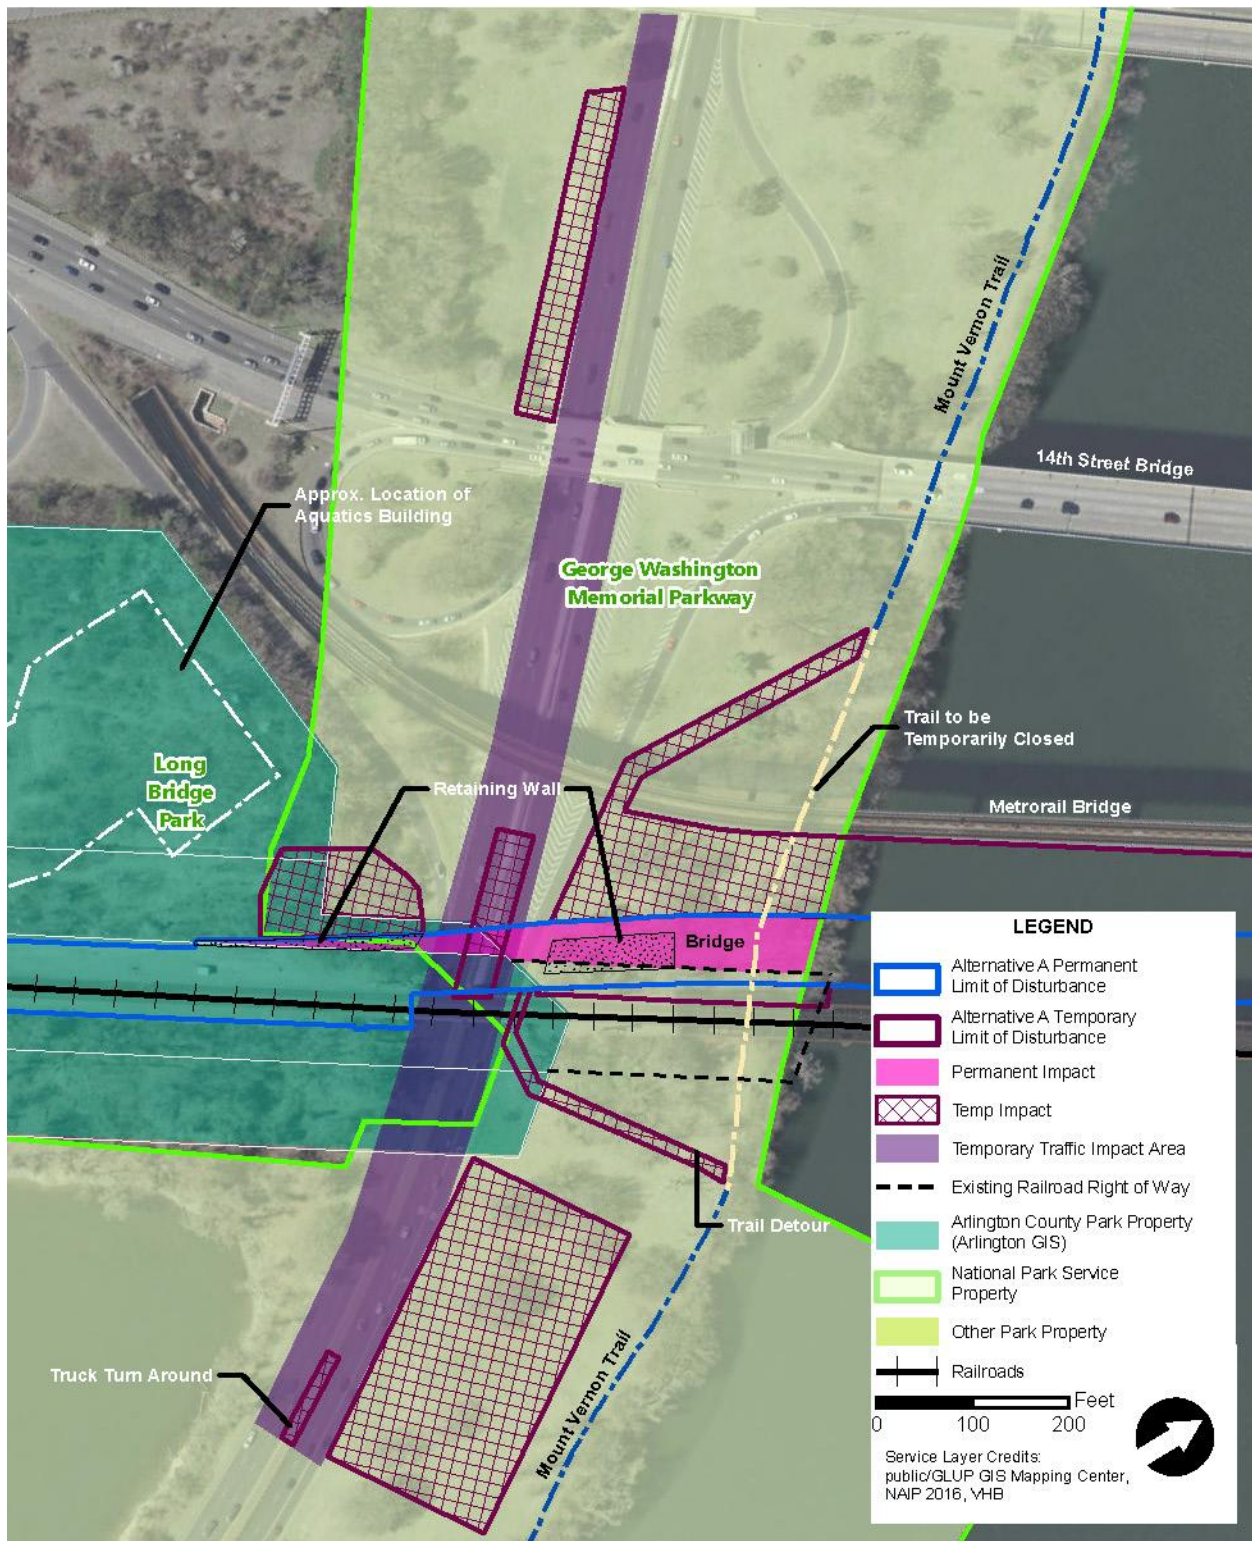 Mount Vernon Trail
14th Street Bridge
Approx. Location of
Aquatics Building
George Washington
Memorial Parkway
Trail to be
Temporarily Closed
Long
Bridge
Park
Retaining Wall
Metrorail Bridge
Bridge
Trail Detour
Truck Turn Around
Mount Vernon Trail
LEGEND
Alternative A Permanent
Limit of Disturbance
Alternative A Temporary
Limit of Disturbance
Permanent Impact
Temp Impact
Temporary Traffic Impact Area
Existing Railroad Right of Way
Arlington County Park Property
(Arlington GIS)
National Park Service
Property
Other Park Property
Railroads
Feet
0 100 200
Service Layer Credits:
public/GLUP GIS Mapping Center,
NAIP 2016, VHB